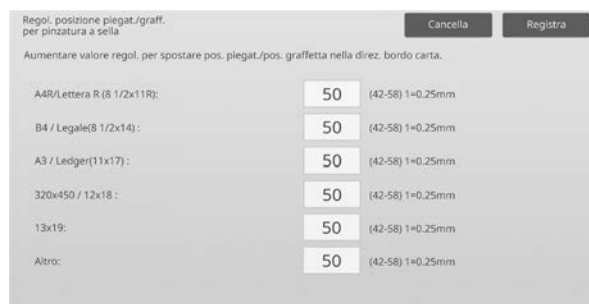 Regol. posizione piegat./graff.
per pinzatura a sella
Cancella
Registra
Aumentare valore regol. per spostare pos. piegat./pos. graffetta nella direz. bordo carta.
A4R/Lettera R (8 1/2x11R): 50 (42-58) 1=0.25mm
B4 / Legale(8 1/2x14) : 50 (42-58) 1=0.25mm
A3 / Ledger(11x17) : 50 (42-58) 1=0.25mm
320x450 / 12x18 : 50 (42-58) 1=0.25mm
13x19: 50 (42-58) 1=0.25mm
Altro: 50 (42-58) 1=0.25mm